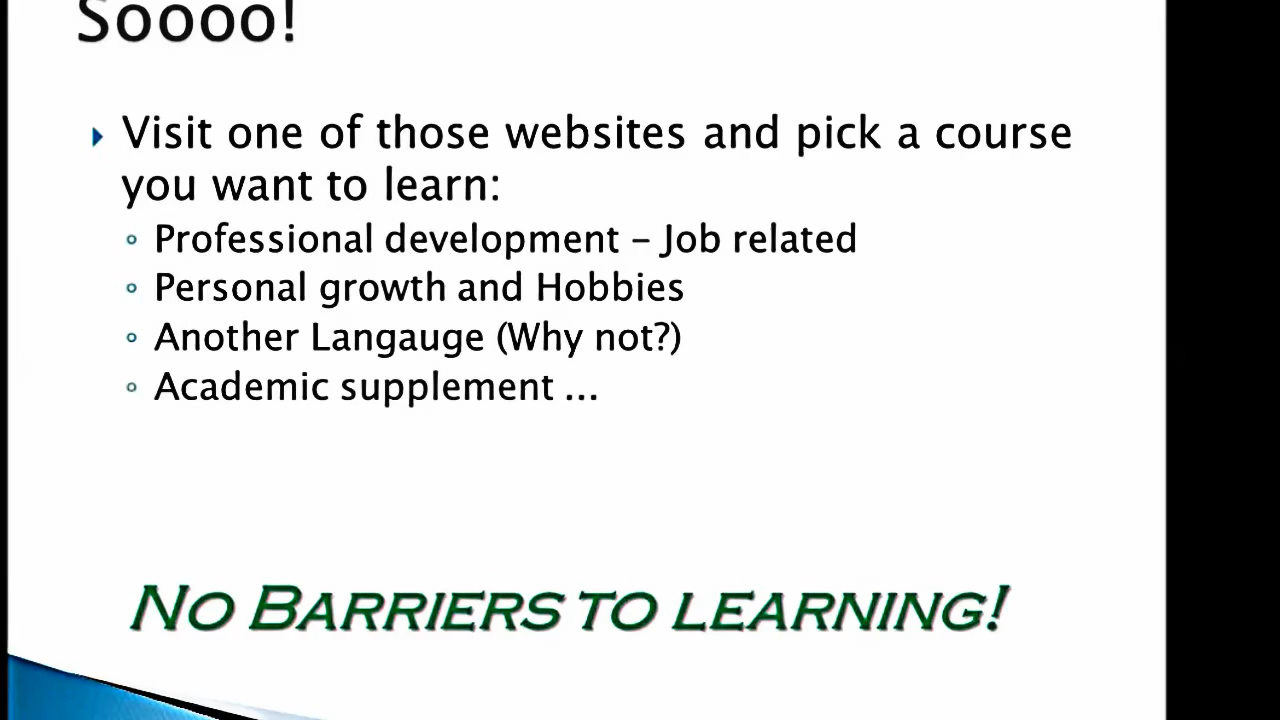 Soooo!
Visit one of those websites and pick a course
you want to learn:
Professional development – Job related
Personal growth and Hobbies
Another Langauge (Why not?)
Academic supplement ...
No Barriers to learning!